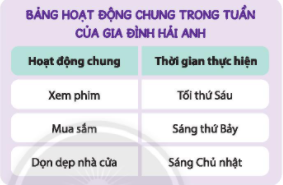 BẢNG HOẠT ĐỘNG CHUNG TRONG TUẦN
CỦA GIA ĐÌNH HẢI ANH
Hoạt động chung Thời gian thực hiện
Xem phim Tối thứ Sáu
Mua sắm Sáng thứ Bảy
Dọn dẹp nhà cửa Sáng Chủ nhật